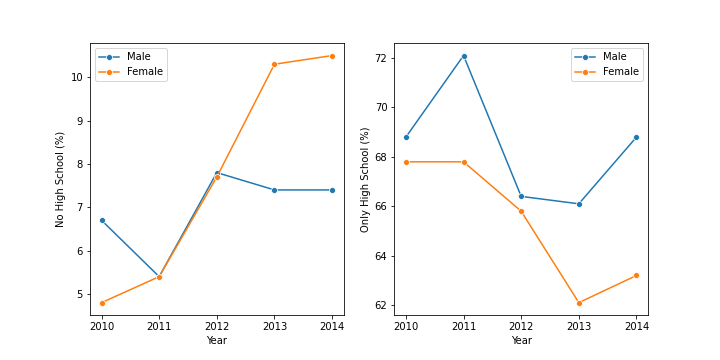 No High School (%)
10
9
8
7
6
5
Male
Female
2010 2011 2012 2013 2014
Year
Only High School (%)
72
70
68
66
64
62
Male
Female
2010 2011 2012 2013 2014
Year